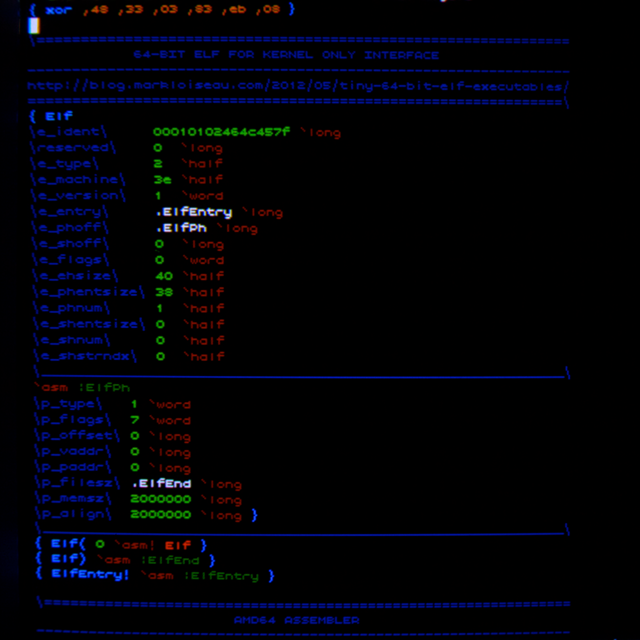 { xor ,48 ,33 ,03 ,83 ,eb ,08 }
64-BIT ELF FOR KERNEL ONLY INTERFACE
http://blog.markloiseau.com/2012/05/tiny-64-bit-elf-executables/
{ Elf
\e_ident\ 00010102464c457f `long
\reserved\ 0 `long
\e_type\ 2 `half
\e_machine\ 3e `half
\e_version\ 1 `word
\e_entry\ .ElfEntry `long
\e_phoff\ .ElfPh `long
\e_shoff\ 0 `long
\e_flags\ 0 `word
\e_ehsize\ 40 `half
\e_phentsize\ 38 `half
\e_phnum\ 1 `half
\e_shentsize\ 0 `half
\e_shnum\ 0 `half
\e_shstrndx\ 0 `half
`asm :ElfPh
\p_type\ 1 `word
\p_flags\ 7 `word
\p_offset\ 0 `long
\p_vaddr\ 0 `long
\p_paddr\ 0 `long
\p_filesz\ .ElfEnd `long
\p_memsz\ 2000000 `long
\p_align\ 2000000 `long }
{ Elf( 0 `asm! Elf }
{ Elf) `asm :ElfEnd }
{ ElfEntry! `asm :ElfEntry }
AMD64 ASSEMBLER